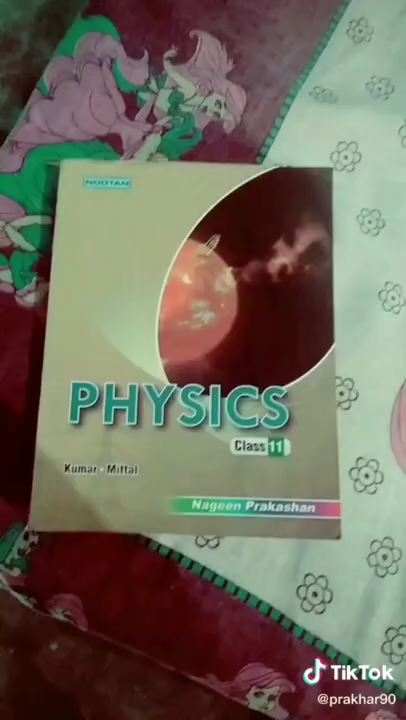 NOOTAN
PHYSICS
Class 11
Kumar • Mittal
Nageen Prakashan
TikTok
@prakhar90